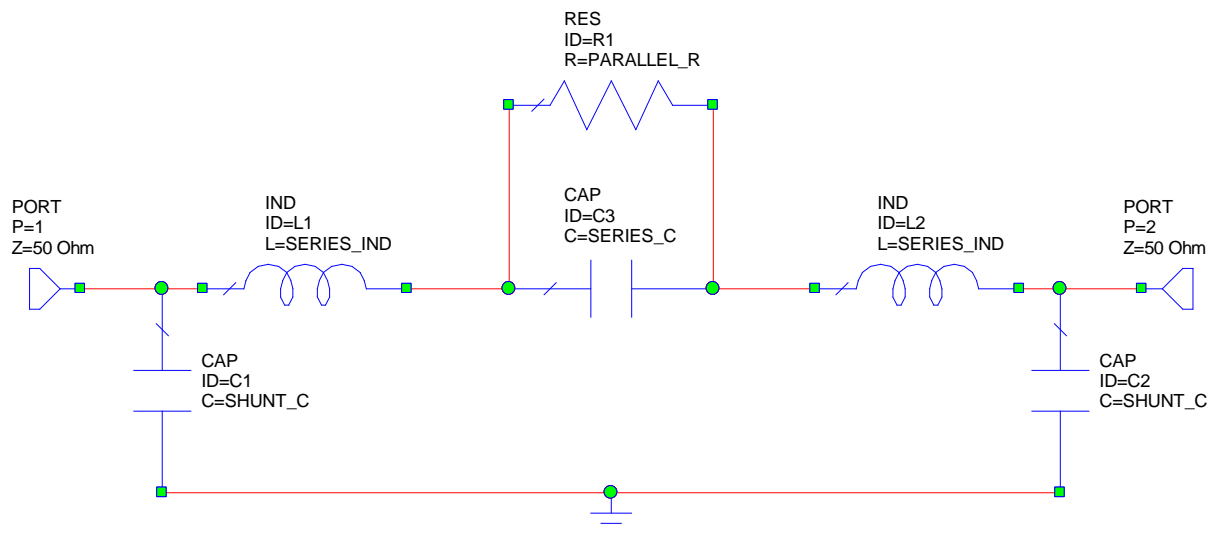 RES
ID=R1
R=PARALLEL_R
PORT
P=1
Z=50 Ohm
IND
ID=L1
L=SERIES_IND
CAP
ID=C3
C=SERIES_C
IND
ID=L2
L=SERIES_IND
PORT
P=2
Z=50 Ohm
CAP
ID=C1
C=SHUNT_C
CAP
ID=C2
C=SHUNT_C